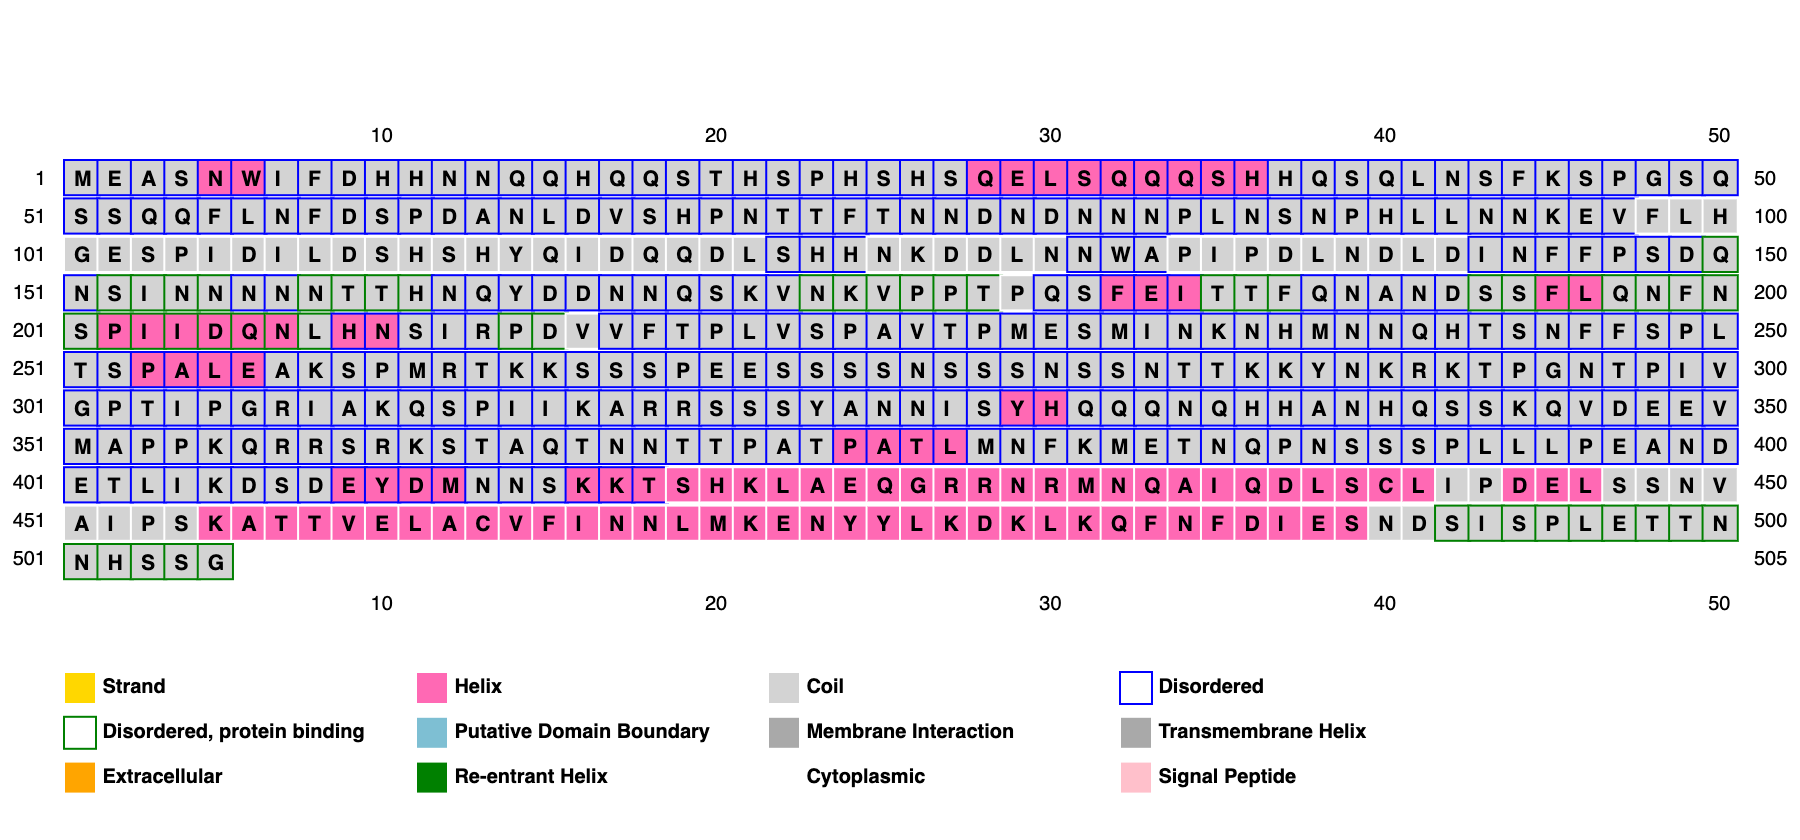 10 20 30 40 50
1 M E A S N W I F D H H N N Q Q H Q Q S T H S P H S H S Q E L S Q Q Q S H H Q S Q L N S F K S P G S Q 50
51 S S Q Q F L N F D S P D A N L D V S H P N T T F T N N D N D N N N P L N S N P H L L N N K E V F L H 100
101 G E S P I D I L D S H S H Y Q I D Q Q D L S H H N K D D L N N W A P I P D L N D L D I N F F P S D Q 150
151 N S I N N N N N T T H N Q Y D D N N Q S K V N K V P P T P Q S F E I T T F Q N A N D S S F L Q N F N 200
201 S P I I D Q N L H N S I R P D V V F T P L V S P A V T P M E S M I N K N H M N N Q H T S N F F S P L 250
251 T S P A L E A K S P M R T K K S S S P E E S S S S N S S S N S S N T T K K Y N K R K T P G N T P I V 300
301 G P T I P G R I A K Q S P I I K A R R S S S Y A N N I S Y H Q Q Q N Q H H A N H Q S S K Q V D E E V 350
351 M A P P K Q R R S R K S T A Q T N N T T P A T P A T L M N F K M E T N Q P N S S S P L L L P E A N D 400
401 E T L I K D S D E Y D M N N S K K T S H K L A E Q G R R N R M N Q A I Q D L S C L I P D E L S S N V 450
451 A I P S K A T T V E L A C V F I N N L M K E N Y Y L K D K L K Q F N F D I E S N D S I S P L E T T N 500
501 N H S S G 505
10 20 30 40 50
Strand Helix Coil Disordered
Disordered, protein binding Putative Domain Boundary Membrane Interaction Transmembrane Helix
Extracellular Re-entrant Helix Cytoplasmic Signal Peptide